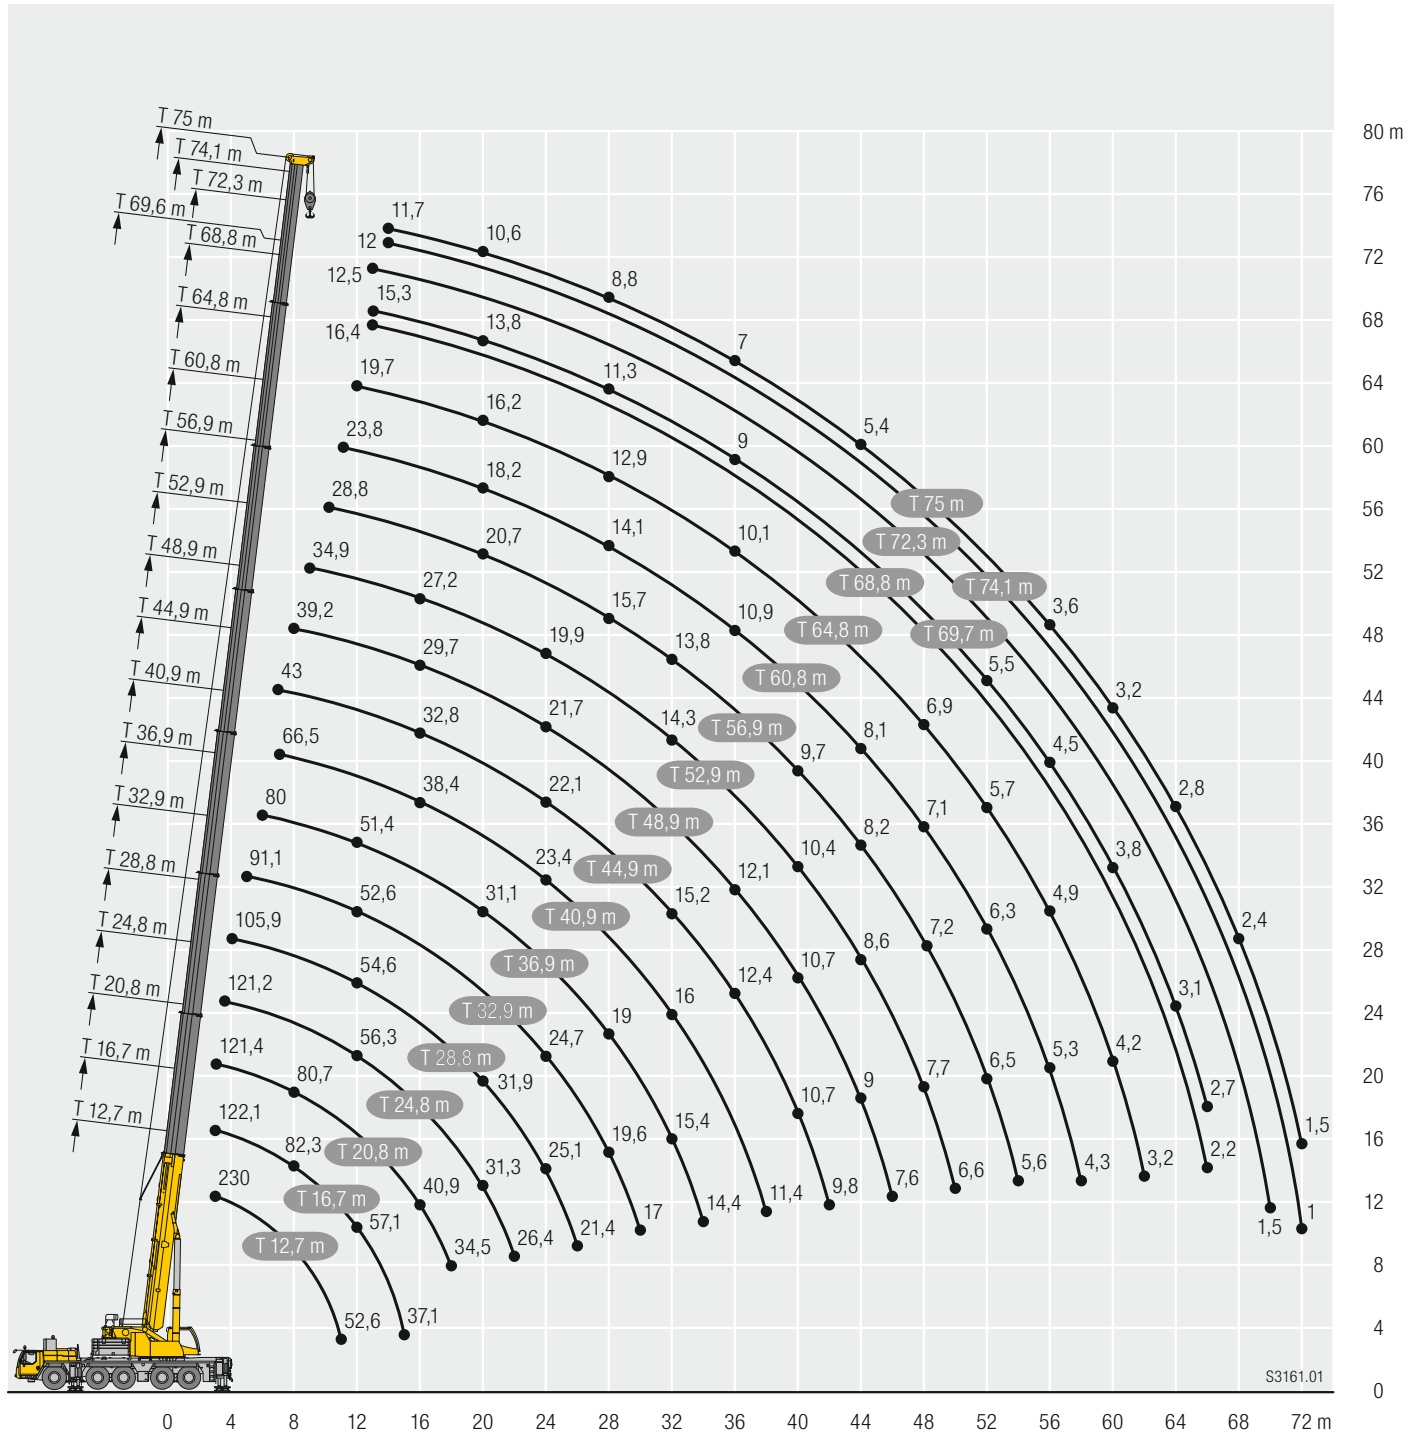 T 75 m
T 74,1 m
T 72,3 m
T 69,6 m
T 68,8 m
T 64,8 m
T 60,8 m
T 56,9 m
T 52,9 m
T 48,9 m
T 44,9 m
T 40,9 m
T 36,9 m
T 32,9 m
T 28,8 m
T 24,8 m
T 20,8 m
T 16,7 m
T 12,7 m
80 m
76
72
68
64
60
56
52
48
44
40
36
32
28
24
20
16
12
8
4
0
11,7 10,6 8,8 7 5,4 3,6 3,2 2,8 2,4 1,5
12 1
12,5 1,5
15,3 13,8 11,3 9 5,5 4,5 3,8 3,1 2,7
16,4 2,2
19,7 16,2 12,9 10,1 6,9 5,7 4,9 4,2 3,2
23,8 18,2 14,1 10,9 8,1 7,1 6,3 5,3 4,3
28,8 20,7 15,7 13,8 9,7 8,2 7,2 6,5 5,6
34,9 27,2 19,9 14,3 10,4 8,6 7,7 6,6
39,2 29,7 21,7 12,1 10,7 9 7,6
43 32,8 22,1 15,2 12,4 10,7 9,8
66,5 38,4 23,4 16 11,4
80 51,4 31,1 19 15,4 14,4
91,1 52,6 24,7 19,6 17
105,9 54,6 31,9 25,1 21,4
121,2 56,3 31,3 26,4
121,4 80,7 40,9 34,5
122,1 82,3 57,1 37,1
230 52,6
T 75 m
T 72,3 m
T 68,8 m
T 74,1 m
T 64,8 m
T 69,7 m
T 60,8 m
T 56,9 m
T 52,9 m
T 48,9 m
T 44,9 m
T 40,9 m
T 36,9 m
T 32,9 m
T 28,8 m
T 24,8 m
T 20,8 m
T 16,7 m
T 12,7 m
S3161.01
0 4 8 12 16 20 24 28 32 36 40 44 48 52 56 60 64 68 72 m